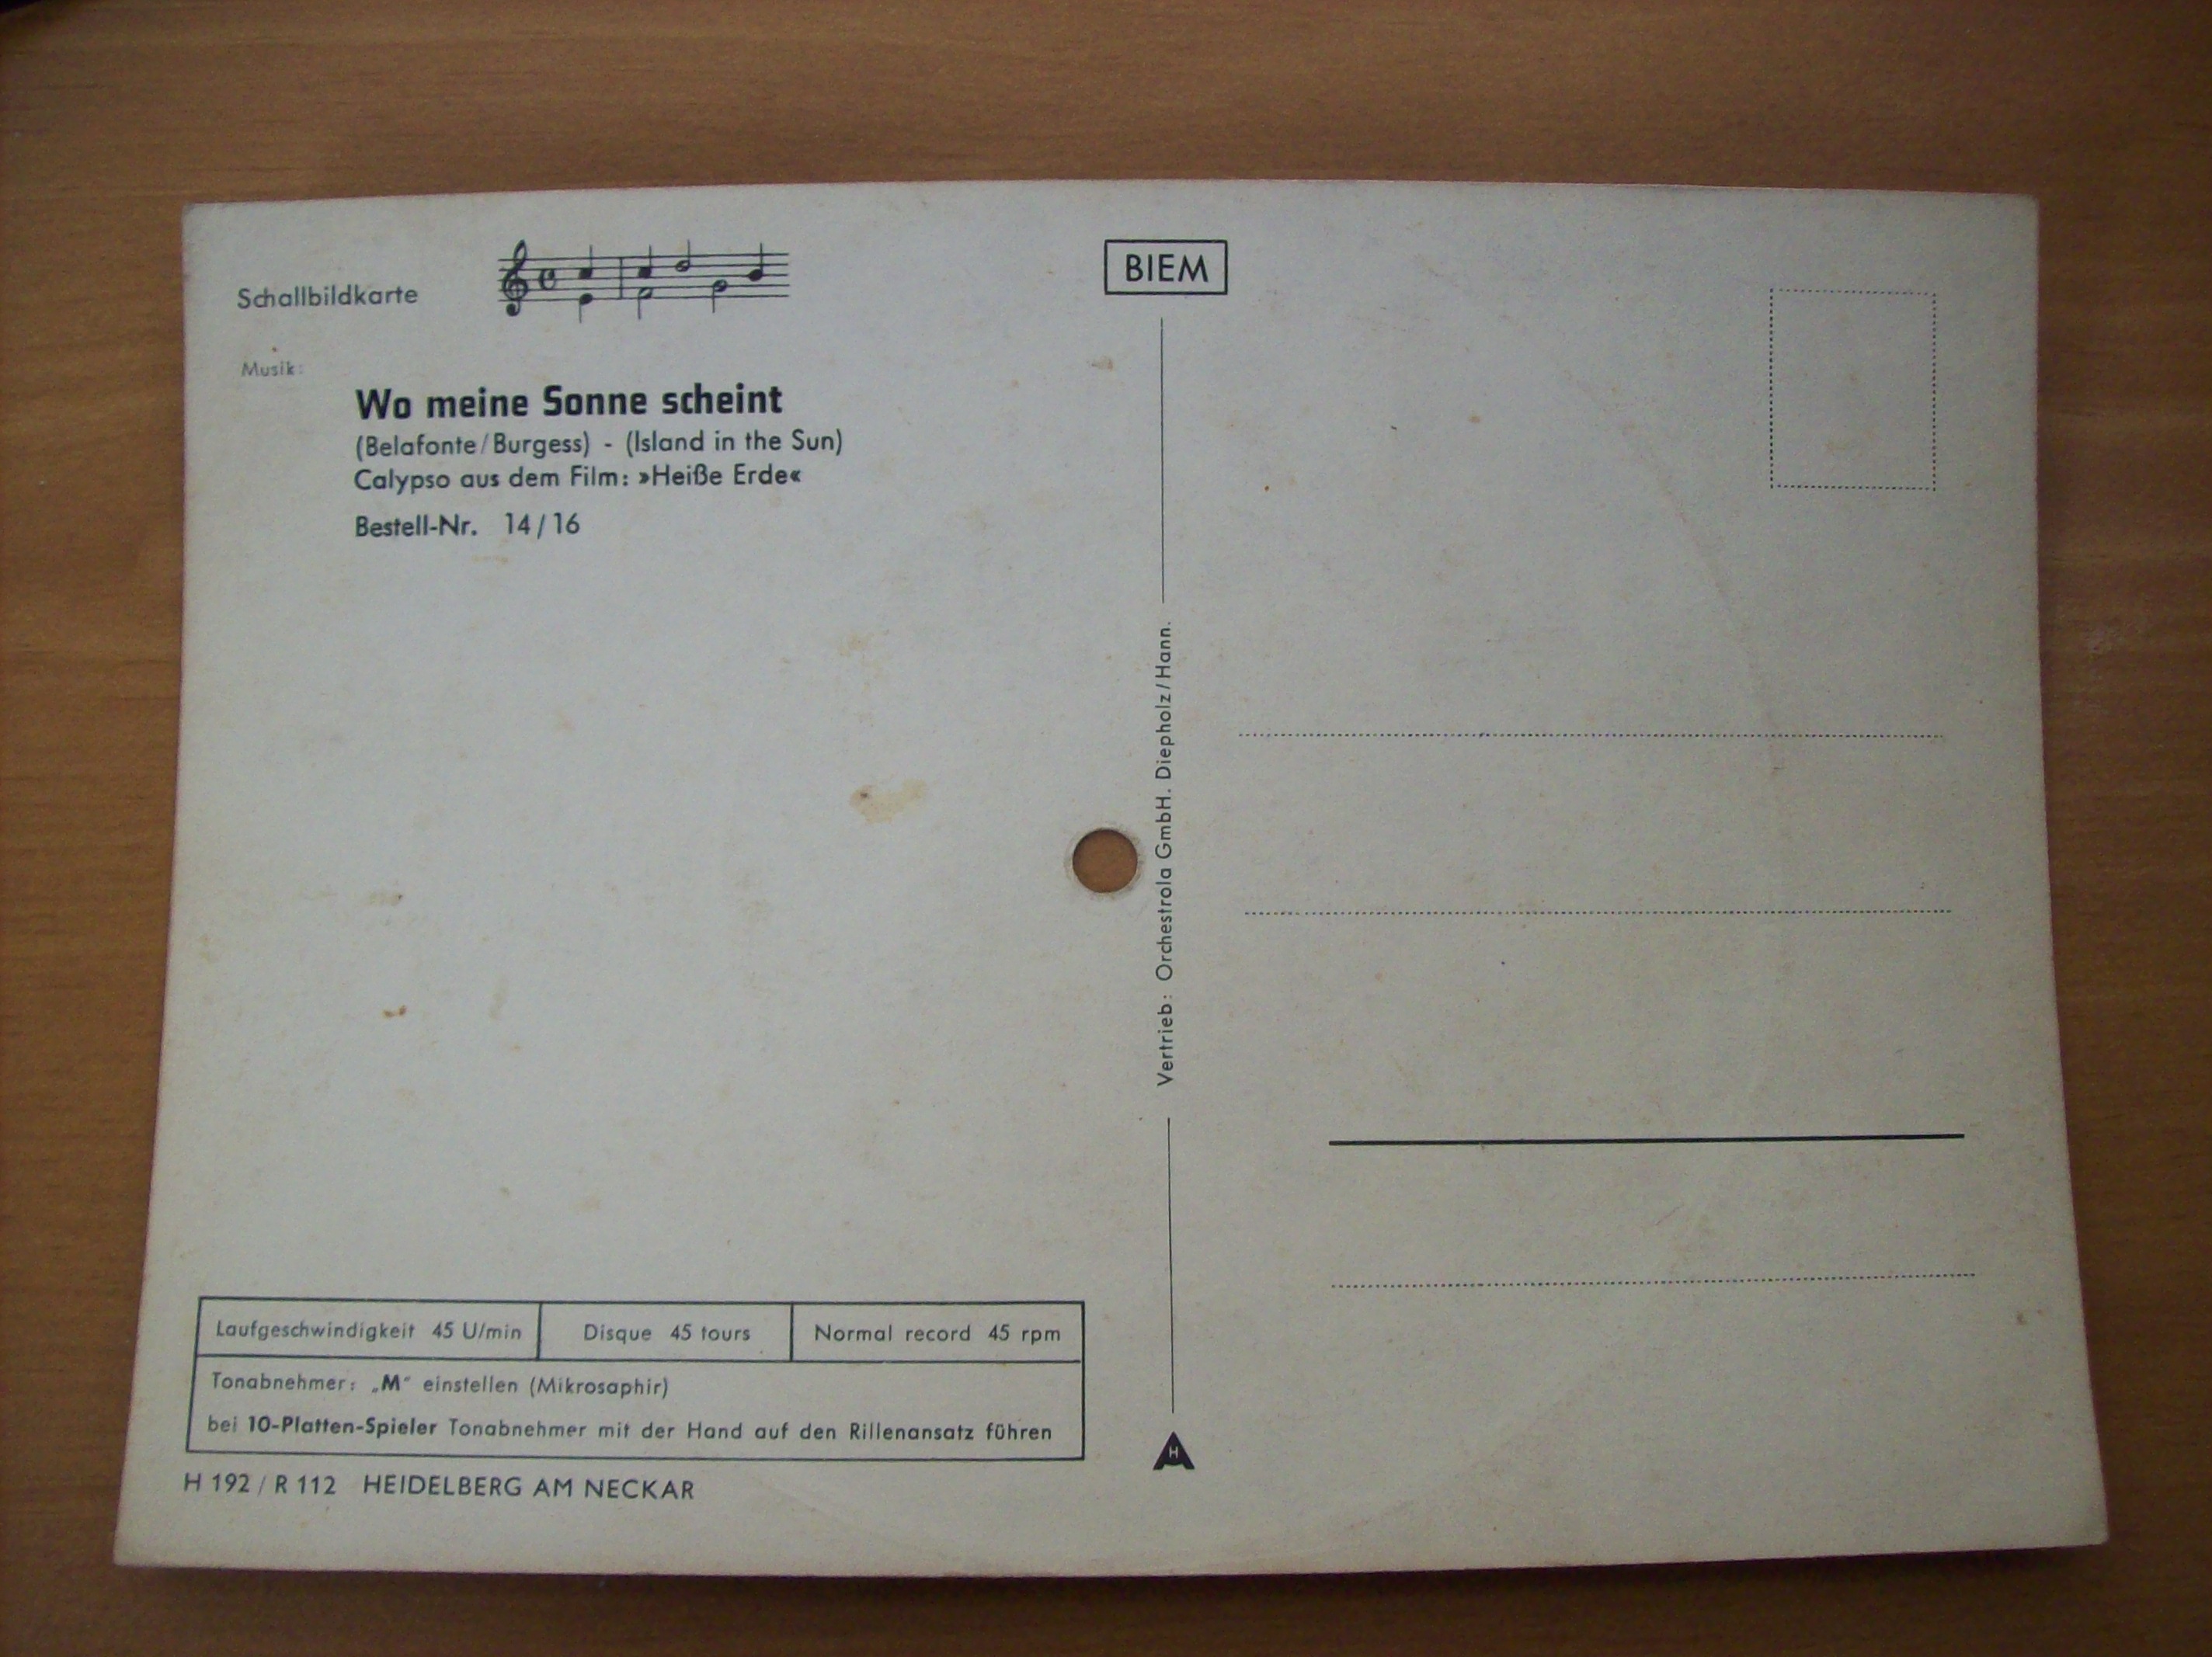 Schallbildkarte
Musik:
Wo meine Sonne scheint
(Belafonte/Burgess) - (Island in the Sun)
Calypso aus dem Film: »Heiße Erde«
Bestell-Nr. 14/16
BIEM
Vertrieb: Orchestrola GmbH. Diepholz/Hann.
Laufgeschwindigkeit 45 U/min
Disque 45 tours
Normal record 45 rpm
Tonabnehmer: „M“ einstellen (Mikrosaphir)
bei 10-Platten-Spieler Tonabnehmer mit der Hand auf den Rillenansatz führen
H 192 / R 112 HEIDELBERG AM NECKAR
H